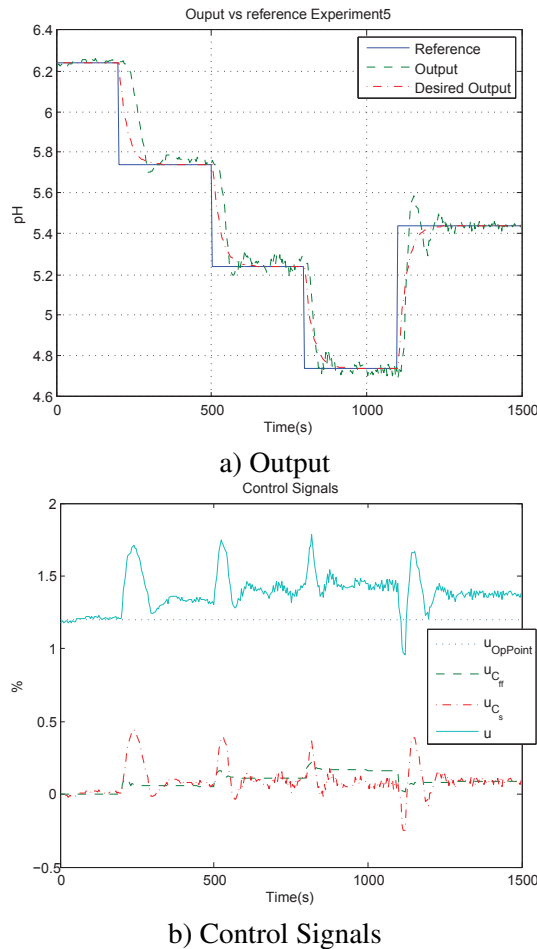 Ouput vs reference Experiment5
6.4
6.2
6
5.8
5.6
5.4
5.2
5
4.8
4.6
pH
Reference
Output
Desired Output
0
500
1000
1500
Time(s)
a) Output
Control Signals
2
1.5
1
0.5
0
−0.5
%
u_OpPoint
u_C_ff
u_C_s
u
0
500
1000
1500
Time(s)
b) Control Signals